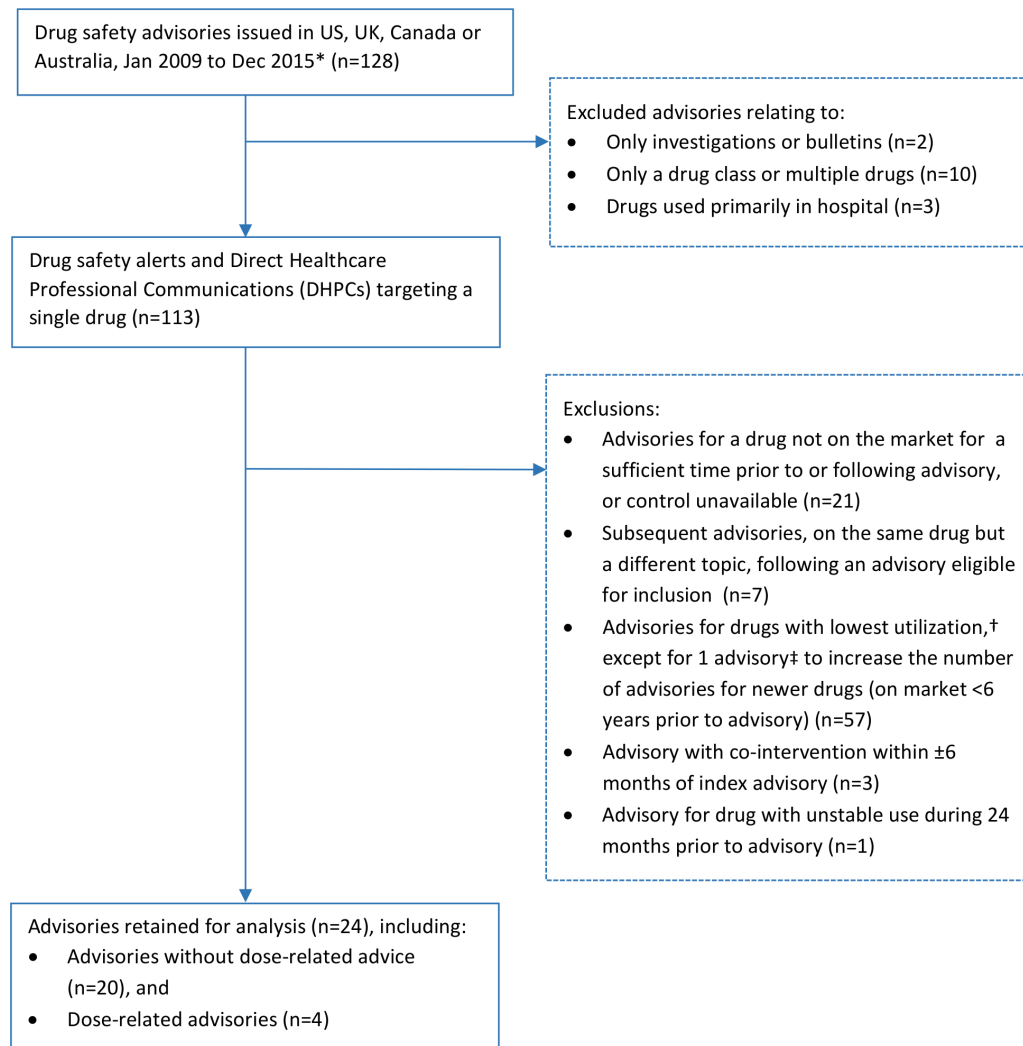 Drug safety advisories issued in US, UK, Canada or
Australia, Jan 2009 to Dec 2015* (n=128)
Excluded advisories relating to:
• Only investigations or bulletins (n=2)
• Only a drug class or multiple drugs (n=10)
• Drugs used primarily in hospital (n=3)
Drug safety alerts and Direct Healthcare
Professional Communications (DHPCs) targeting a
single drug (n=113)
Exclusions:
• Advisories for a drug not on the market for a
sufficient time prior to or following advisory,
or control unavailable (n=21)
• Subsequent advisories, on the same drug but
a different topic, following an advisory eligible
for inclusion (n=7)
• Advisories for drugs with lowest utilization,†
except for 1 advisory‡ to increase the number
of advisories for newer drugs (on market <6
years prior to advisory) (n=57)
• Advisory with co-intervention within ±6
months of index advisory (n=3)
• Advisory for drug with unstable use during 24
months prior to advisory (n=1)
Advisories retained for analysis (n=24), including:
• Advisories without dose-related advice
(n=20), and
• Dose-related advisories (n=4)